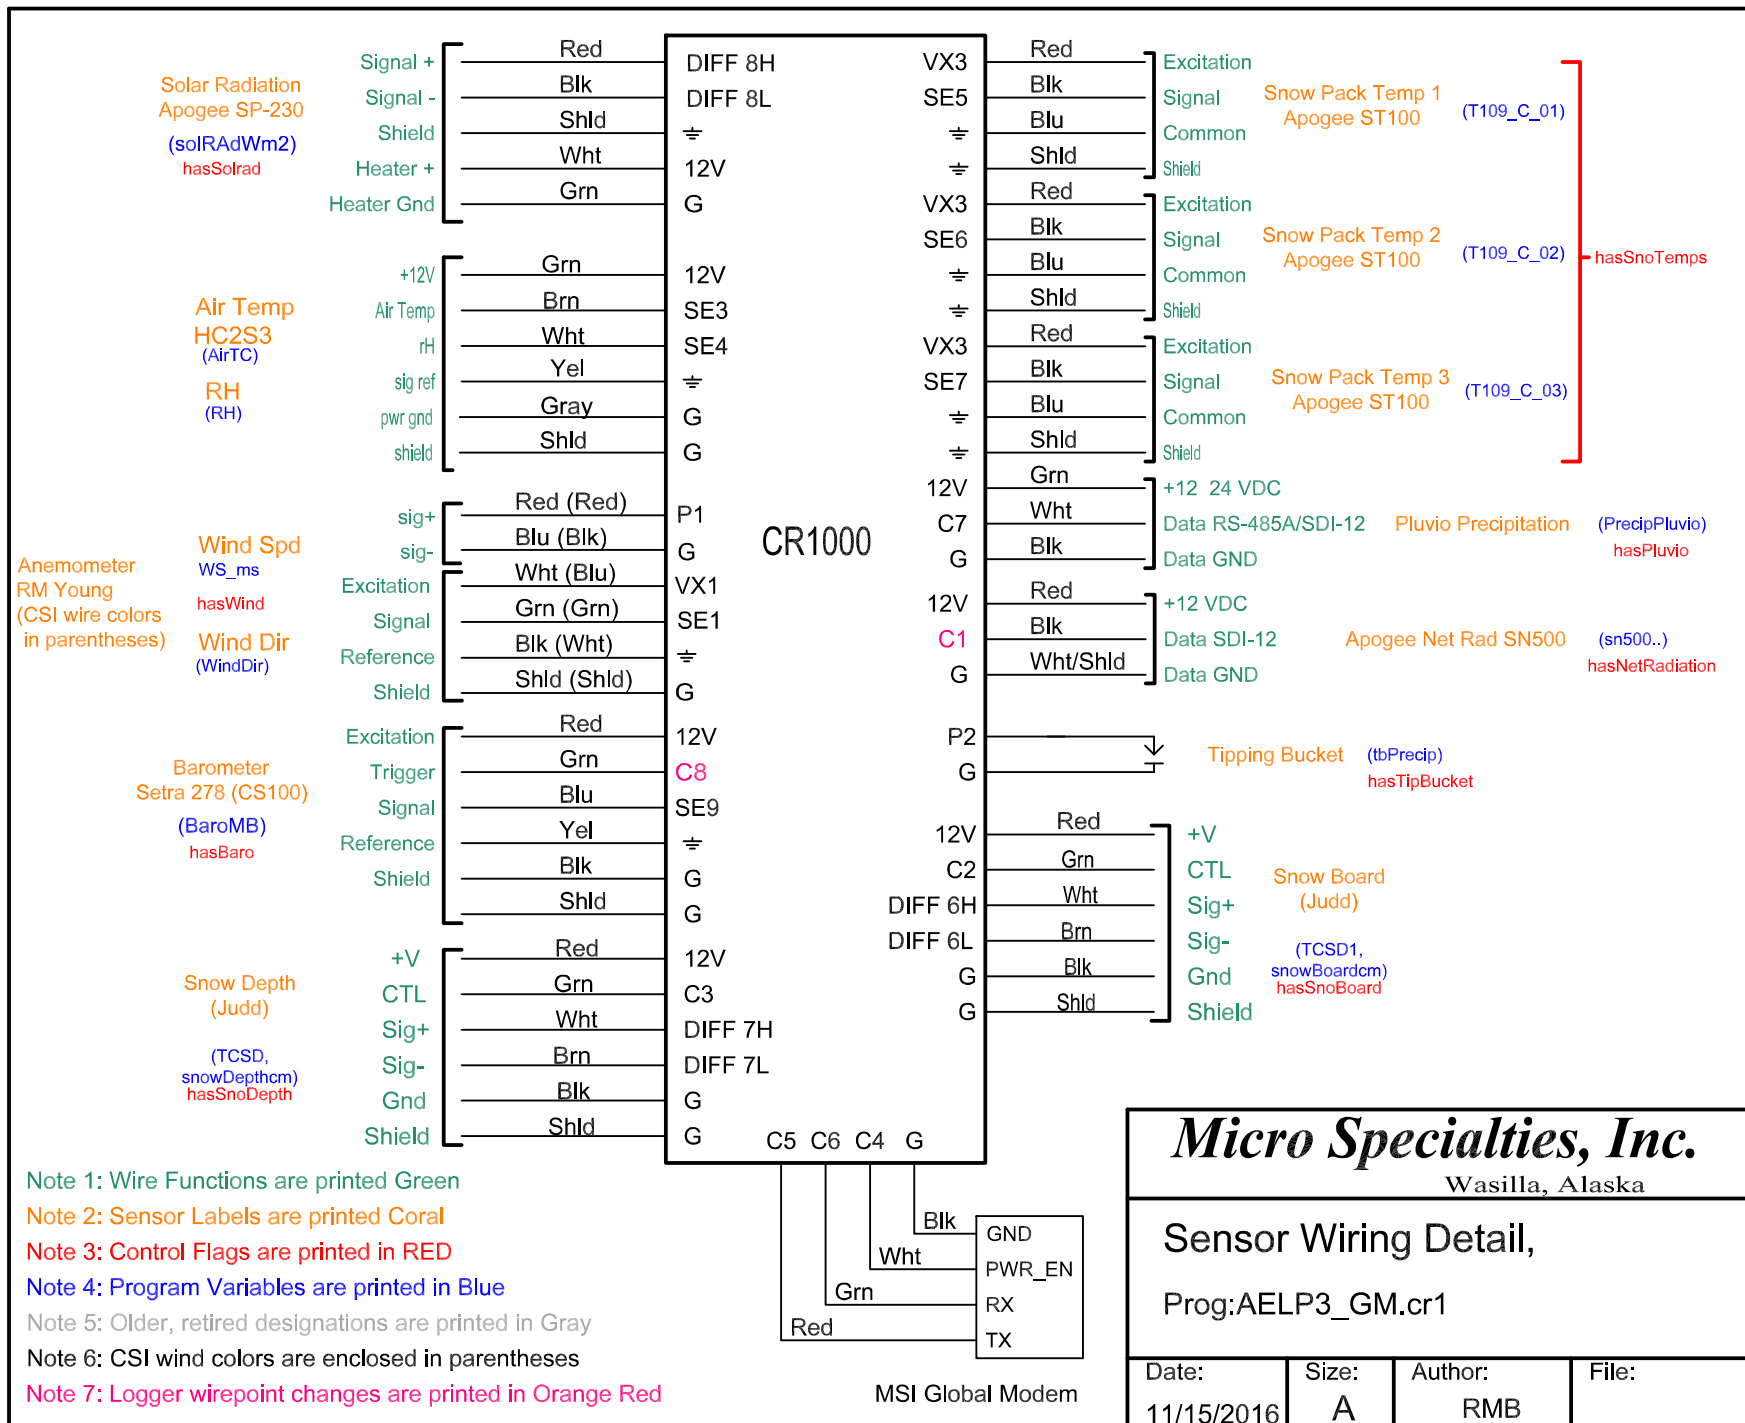 Solar Radiation
Apogee SP-230
(solRAdWm2)
hasSolrad
Signal + Red DIFF 8H
Signal - Blk DIFF 8L
Shield Shld
Heater + Wht 12V
Heater Gnd Grn G
Air Temp
HC2S3
(AirTC)
RH
(RH)
+12V Grn 12V
Air Temp Brn SE3
rH Wht SE4
sig ref Yel
pwr gnd Gray G
shield Shld G
Anemometer
RM Young
(CSI wire colors
in parentheses)
Wind Spd
WS_ms
hasWind
Wind Dir
(WindDir)
sig+ Red (Red) P1
sig- Blu (Blk) G
Excitation Wht (Blu) VX1
Signal Grn (Grn) SE1
Reference Blk (Wht)
Shield Shld (Shld) G
Barometer
Setra 278 (CS100)
(BaroMB)
hasBaro
Excitation Red 12V
Trigger Grn C8
Signal Blu SE9
Reference Yel
Shield Blk G
Shld G
Snow Depth
(Judd)
(TCSD,
snowDepthcm)
hasSnoDepth
+V Red 12V
CTL Grn C3
Sig+ Wht DIFF 7H
Sig- Brn DIFF 7L
Gnd Blk G
Shield Shld G
CR1000
VX3 Red Excitation
SE5 Blk Signal
Blu Common
Shld Shield
Snow Pack Temp 1
Apogee ST100
(T109_C_01)
VX3 Red Excitation
SE6 Blk Signal
Blu Common
Shld Shield
Snow Pack Temp 2
Apogee ST100
(T109_C_02)
hasSnoTemps
VX3 Red Excitation
SE7 Blk Signal
Blu Common
Shld Shield
Snow Pack Temp 3
Apogee ST100
(T109_C_03)
12V Grn +12 24 VDC
C7 Wht Data RS-485A/SDI-12
G Blk Data GND
Pluvio Precipitation
(PrecipPluvio)
hasPluvio
12V Red +12 VDC
C1 Blk Data SDI-12
G Wht/Shld Data GND
Apogee Net Rad SN500
(sn500..)
hasNetRadiation
P2
G
Tipping Bucket
(tbPrecip)
hasTipBucket
12V Red +V
C2 Grn CTL
DIFF 6H Wht Sig+
DIFF 6L Brn Sig-
G Blk Gnd
G Shld Shield
Snow Board
(Judd)
(TCSD1,
snowBoardcm)
hasSnoBoard
C5 C6 C4 G
Blk GND
Wht PWR_EN
Grn RX
Red TX
MSI Global Modem
Note 1: Wire Functions are printed Green
Note 2: Sensor Labels are printed Coral
Note 3: Control Flags are printed in RED
Note 4: Program Variables are printed in Blue
Note 5: Older, retired designations are printed in Gray
Note 6: CSI wind colors are enclosed in parentheses
Note 7: Logger wirepoint changes are printed in Orange Red
Micro Specialties, Inc.
Wasilla, Alaska
Sensor Wiring Detail,
Prog:AELP3_GM.cr1
Date: Size: Author: File:
11/15/2016 A RMB